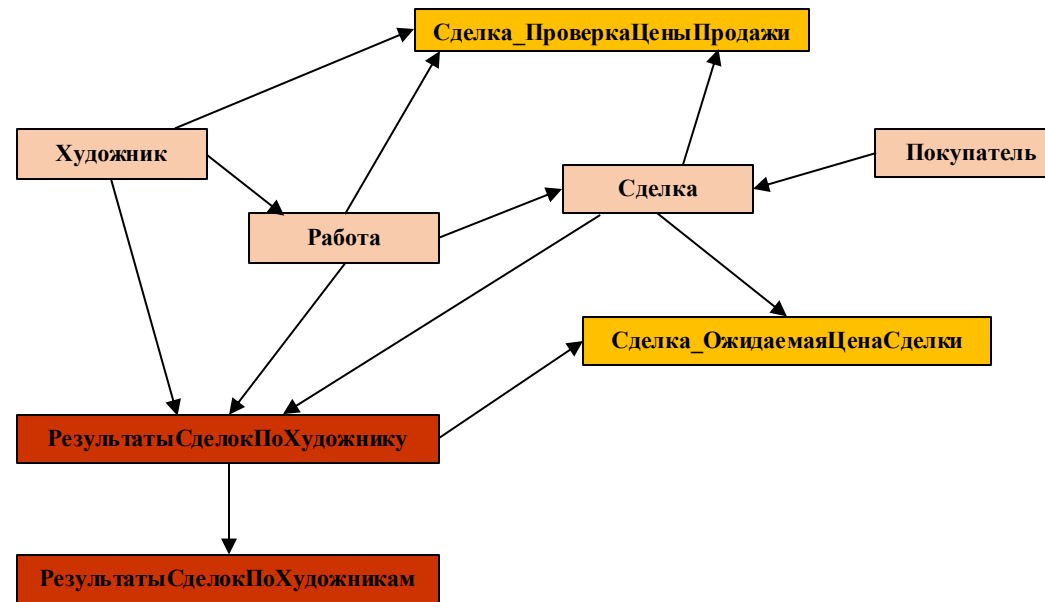 Сделка_ПроверкаЦеныПродажи
Художник
Покупатель
Сделка
Работа
Сделка_ОжидаемаяЦенаСделки
РезультатыСделокПоХудожнику
РезультатыСделокПоХудожникам